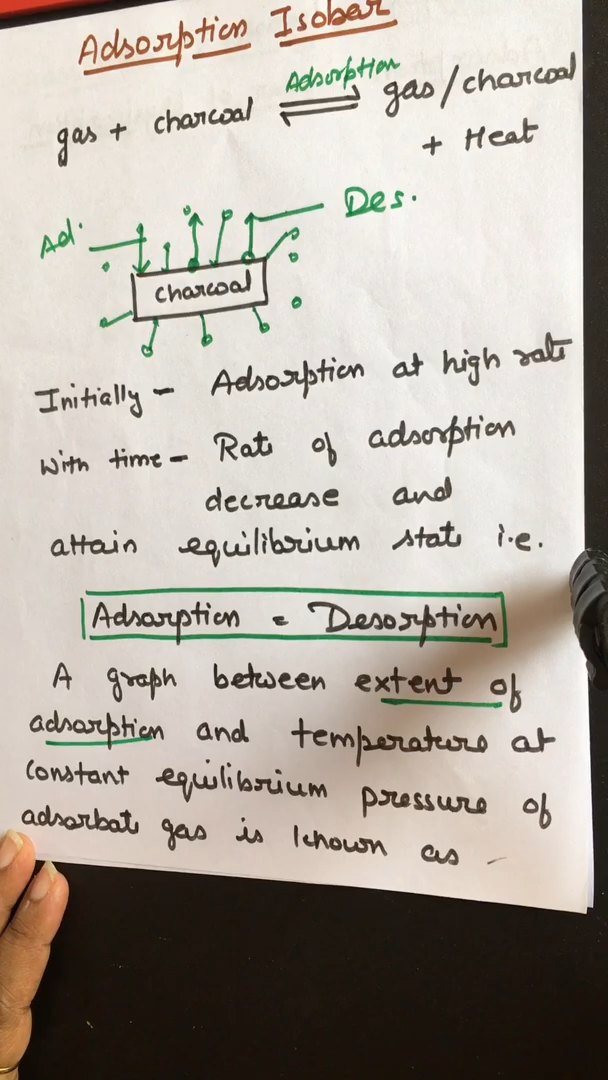 Adsorption Isobar
Adsorption
gas + charcoal ⇌ gas/charcoal
+ Heat
Ad.
Des.
charcoal
Initially - Adsorption at high rate
With time - Rate of adsorption
decrease and
attain equilibrium state i.e.
Adsorption = Desorption
A graph between extent of
adsorption and temperature at
constant equilibrium pressure of
adsorbate gas is known as -